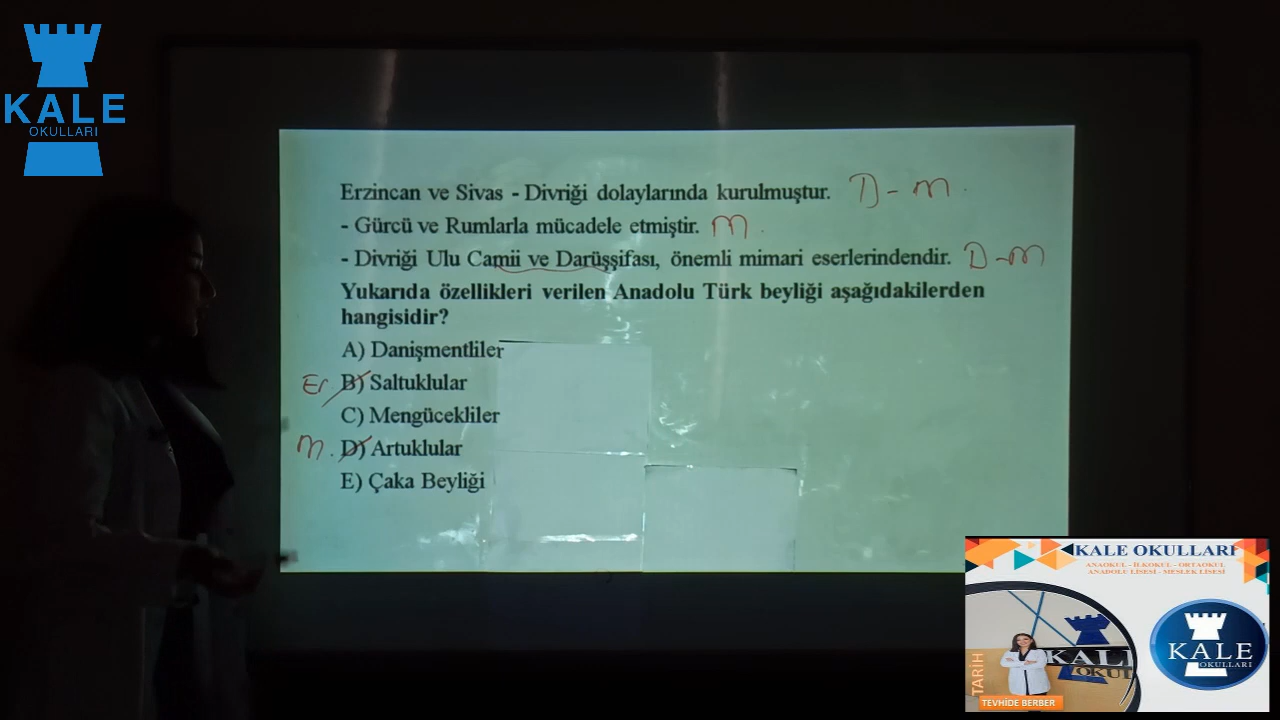 KALE
OKULLARI
Erzincan ve Sivas - Divriği dolaylarında kurulmuştur. D - M
- Gürcü ve Rumlarla mücadele etmiştir. M
- Divriği Ulu Camii ve Darüşşifası, önemli mimari eserlerindendir. D - M
Yukarıda özellikleri verilen Anadolu Türk beyliği aşağıdakilerden
hangisidir?
A) Danişmentliler
Er B) Saltuklular
C) Mengücekliler
M. D) Artuklular
E) Çaka Beyliği
KALE OKULLARI
ANAOKUL - İLKOKUL - ORTAOKUL
ANADOLU LİSESİ - MESLEK LİSESİ
KALE
OKULLARI
TARİH
TEVHİDE BERBER